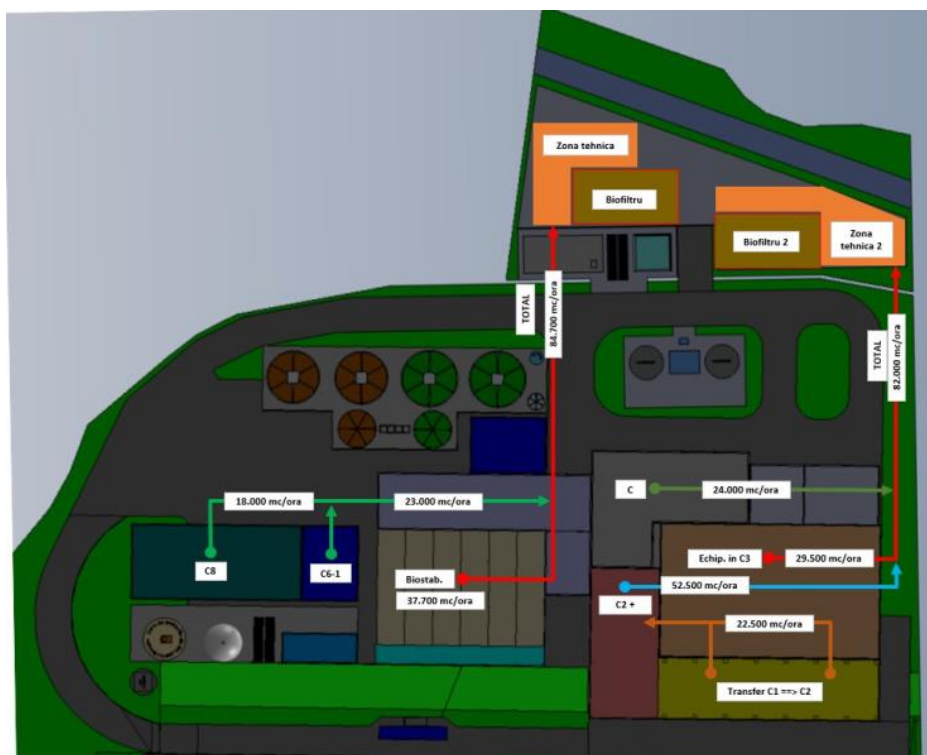 Zona tehnica
Biofiltru
Biofiltru 2
Zona
tehnica 2
TOTAL
84.700 mc/ora
TOTAL
82.000 mc/ora
18.000 mc/ora
23.000 mc/ora
C
24.000 mc/ora
C8
C6-1
Biostab.
37.700 mc/ora
Echip. in C3
29.500 mc/ora
52.500 mc/ora
C2 +
22.500 mc/ora
Transfer C1 ==> C2